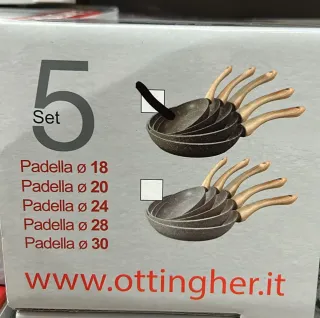 5
Set
Padella ø 18
Padella ø 20
Padella ø 24
Padella ø 28
Padella ø 30
www.ottingher.it